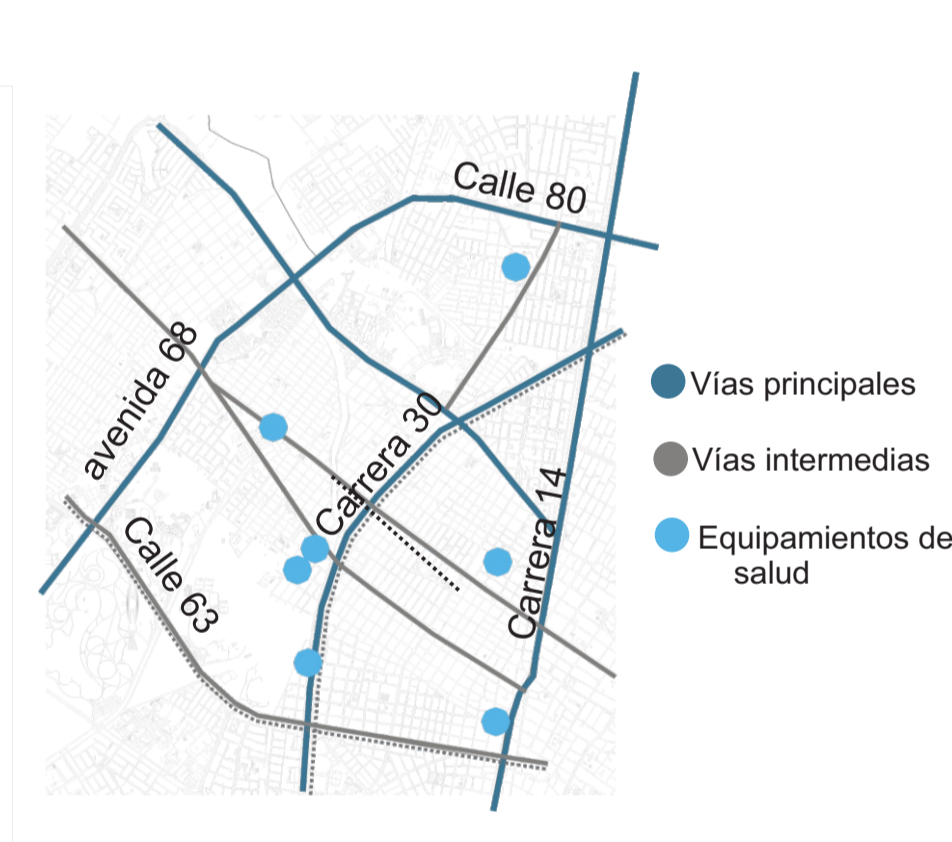 Calle 80
avenida 68
Carrera 30
Carrera 14
Calle 63
Vías principales
Vías intermedias
Equipamientos de
salud